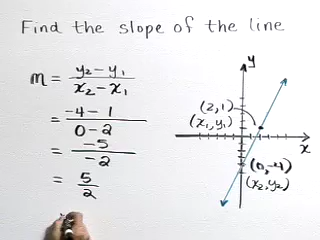 Find the slope of the line
m = y₂ - y₁ / x₂ - x₁
= -4 - 1 / 0 - 2
= -5 / -2
= 5 / 2
y
(2,1)
(x₁, y₁)
x
(0,-4)
(x₂, y₂)